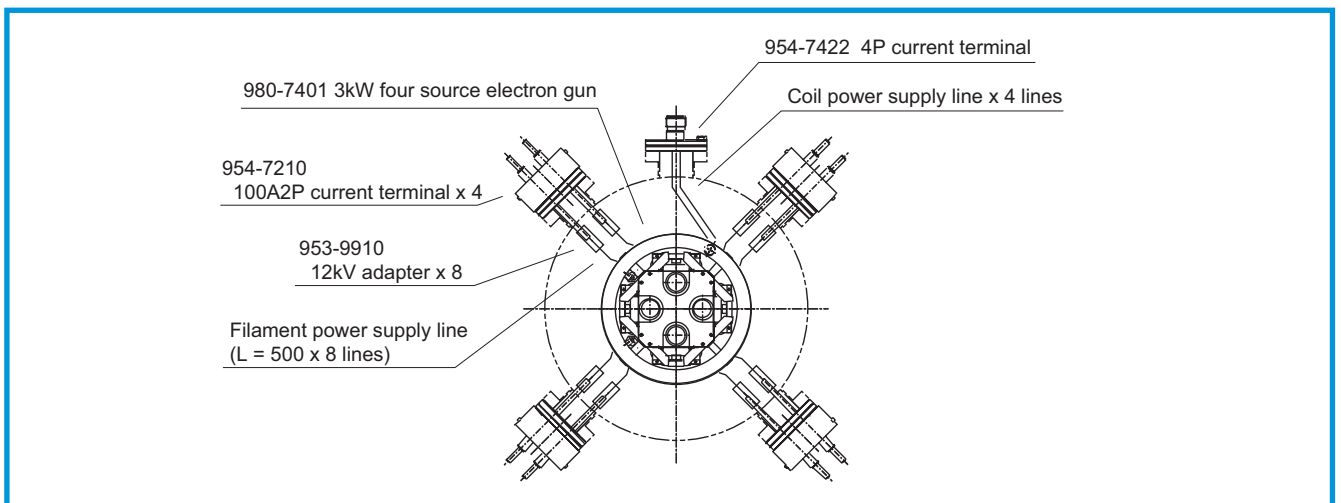 954-7422 4P current terminal
980-7401 3kW four source electron gun
Coil power supply line x 4 lines
954-7210
100A2P current terminal x 4
953-9910
12kV adapter x 8
Filament power supply line
(L = 500 x 8 lines)